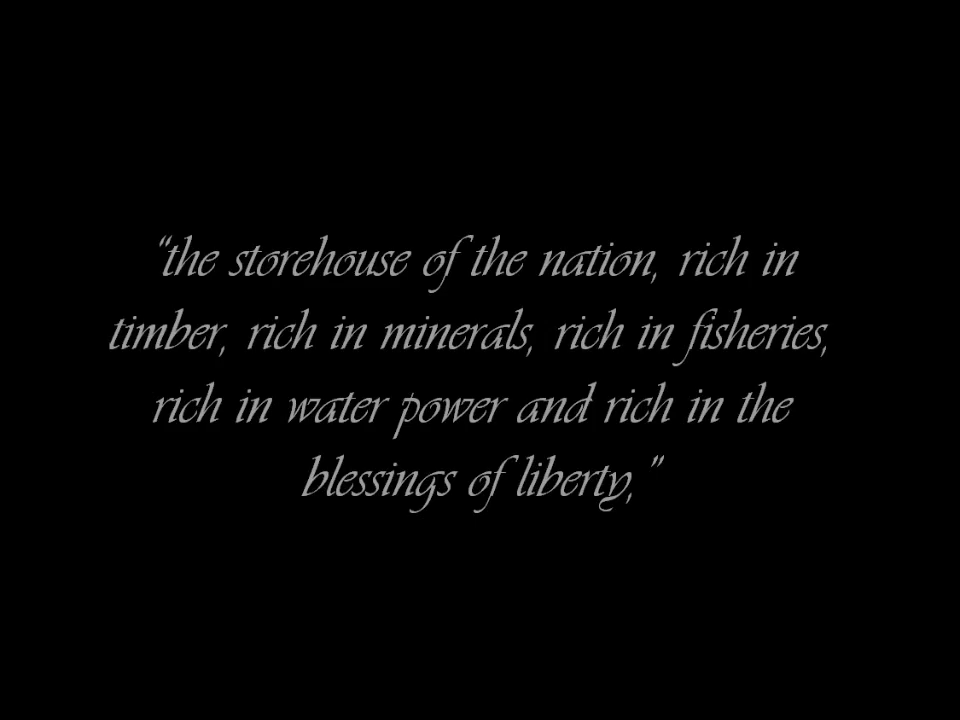 “the storehouse of the nation, rich in
timber, rich in minerals, rich in fisheries,
rich in water power and rich in the
blessings of liberty,”